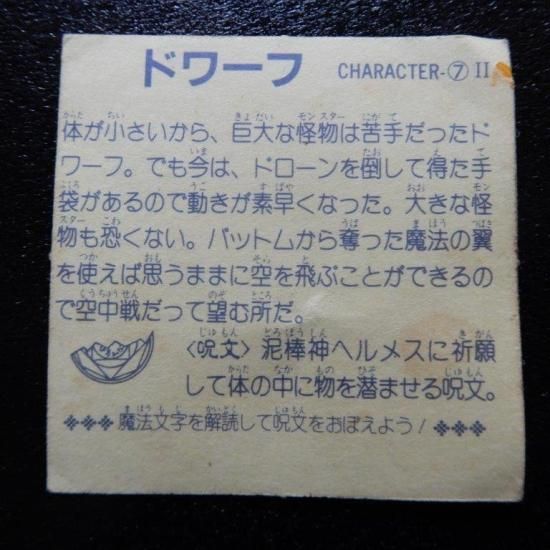 ドワーフ CHARACTER-⑦ II
体が小さいから、巨大な怪物は苦手だったド
ワーフ。でも今は、ドローンを倒して得た手
袋があるので動きが素早くなった。大きな怪
物も恐くない。バットムから奪った魔法の翼
を使えば思うままに空を飛ぶことができるの
で空中戦だって望む所だ。
〈呪文〉泥棒神ヘルメスに祈願
して体の中に物を潜ませる呪文。
魔法文字を解読して呪文をおぼえよう!